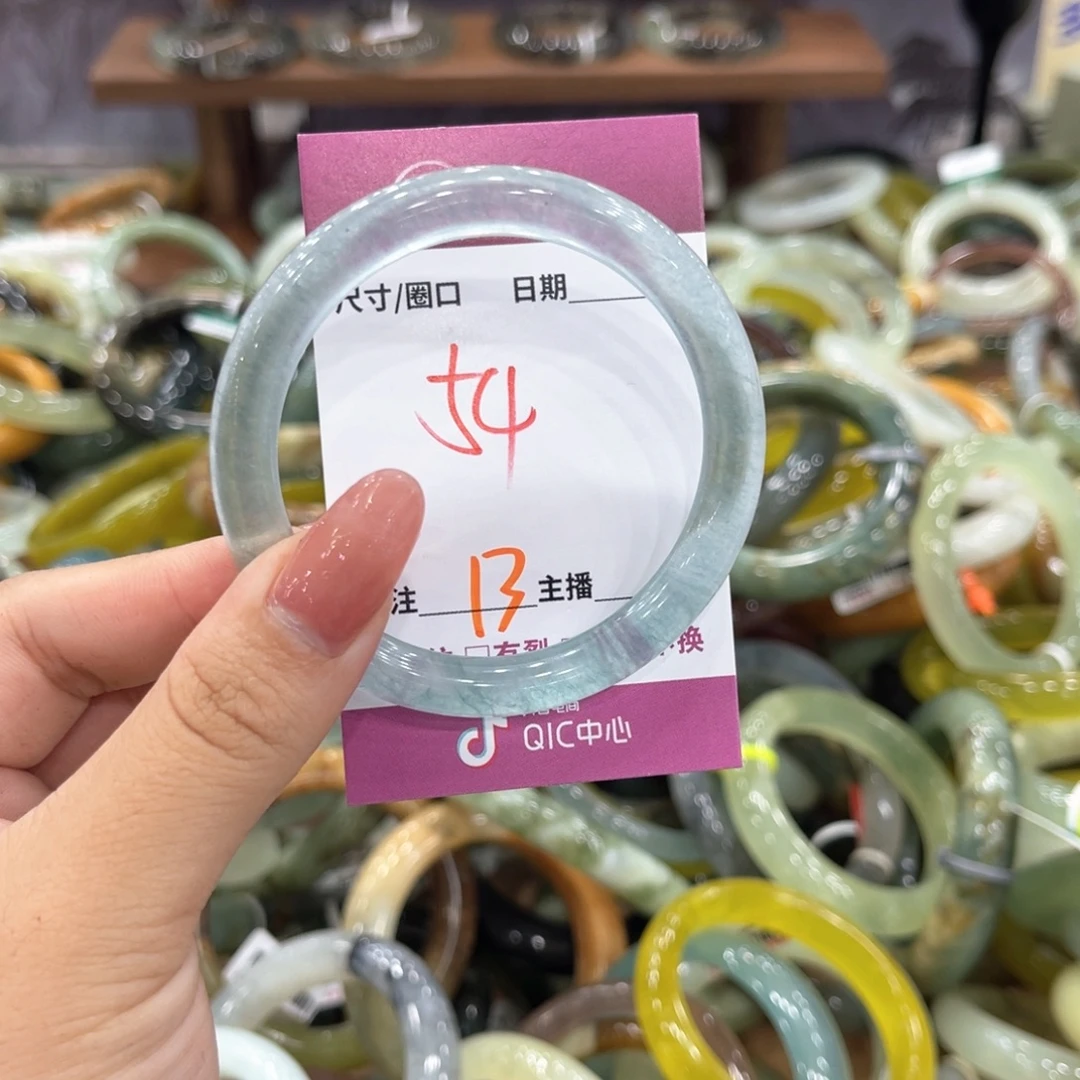 尺寸/圈口 日期
54
注 13 主播
有裂 换
QIC中心